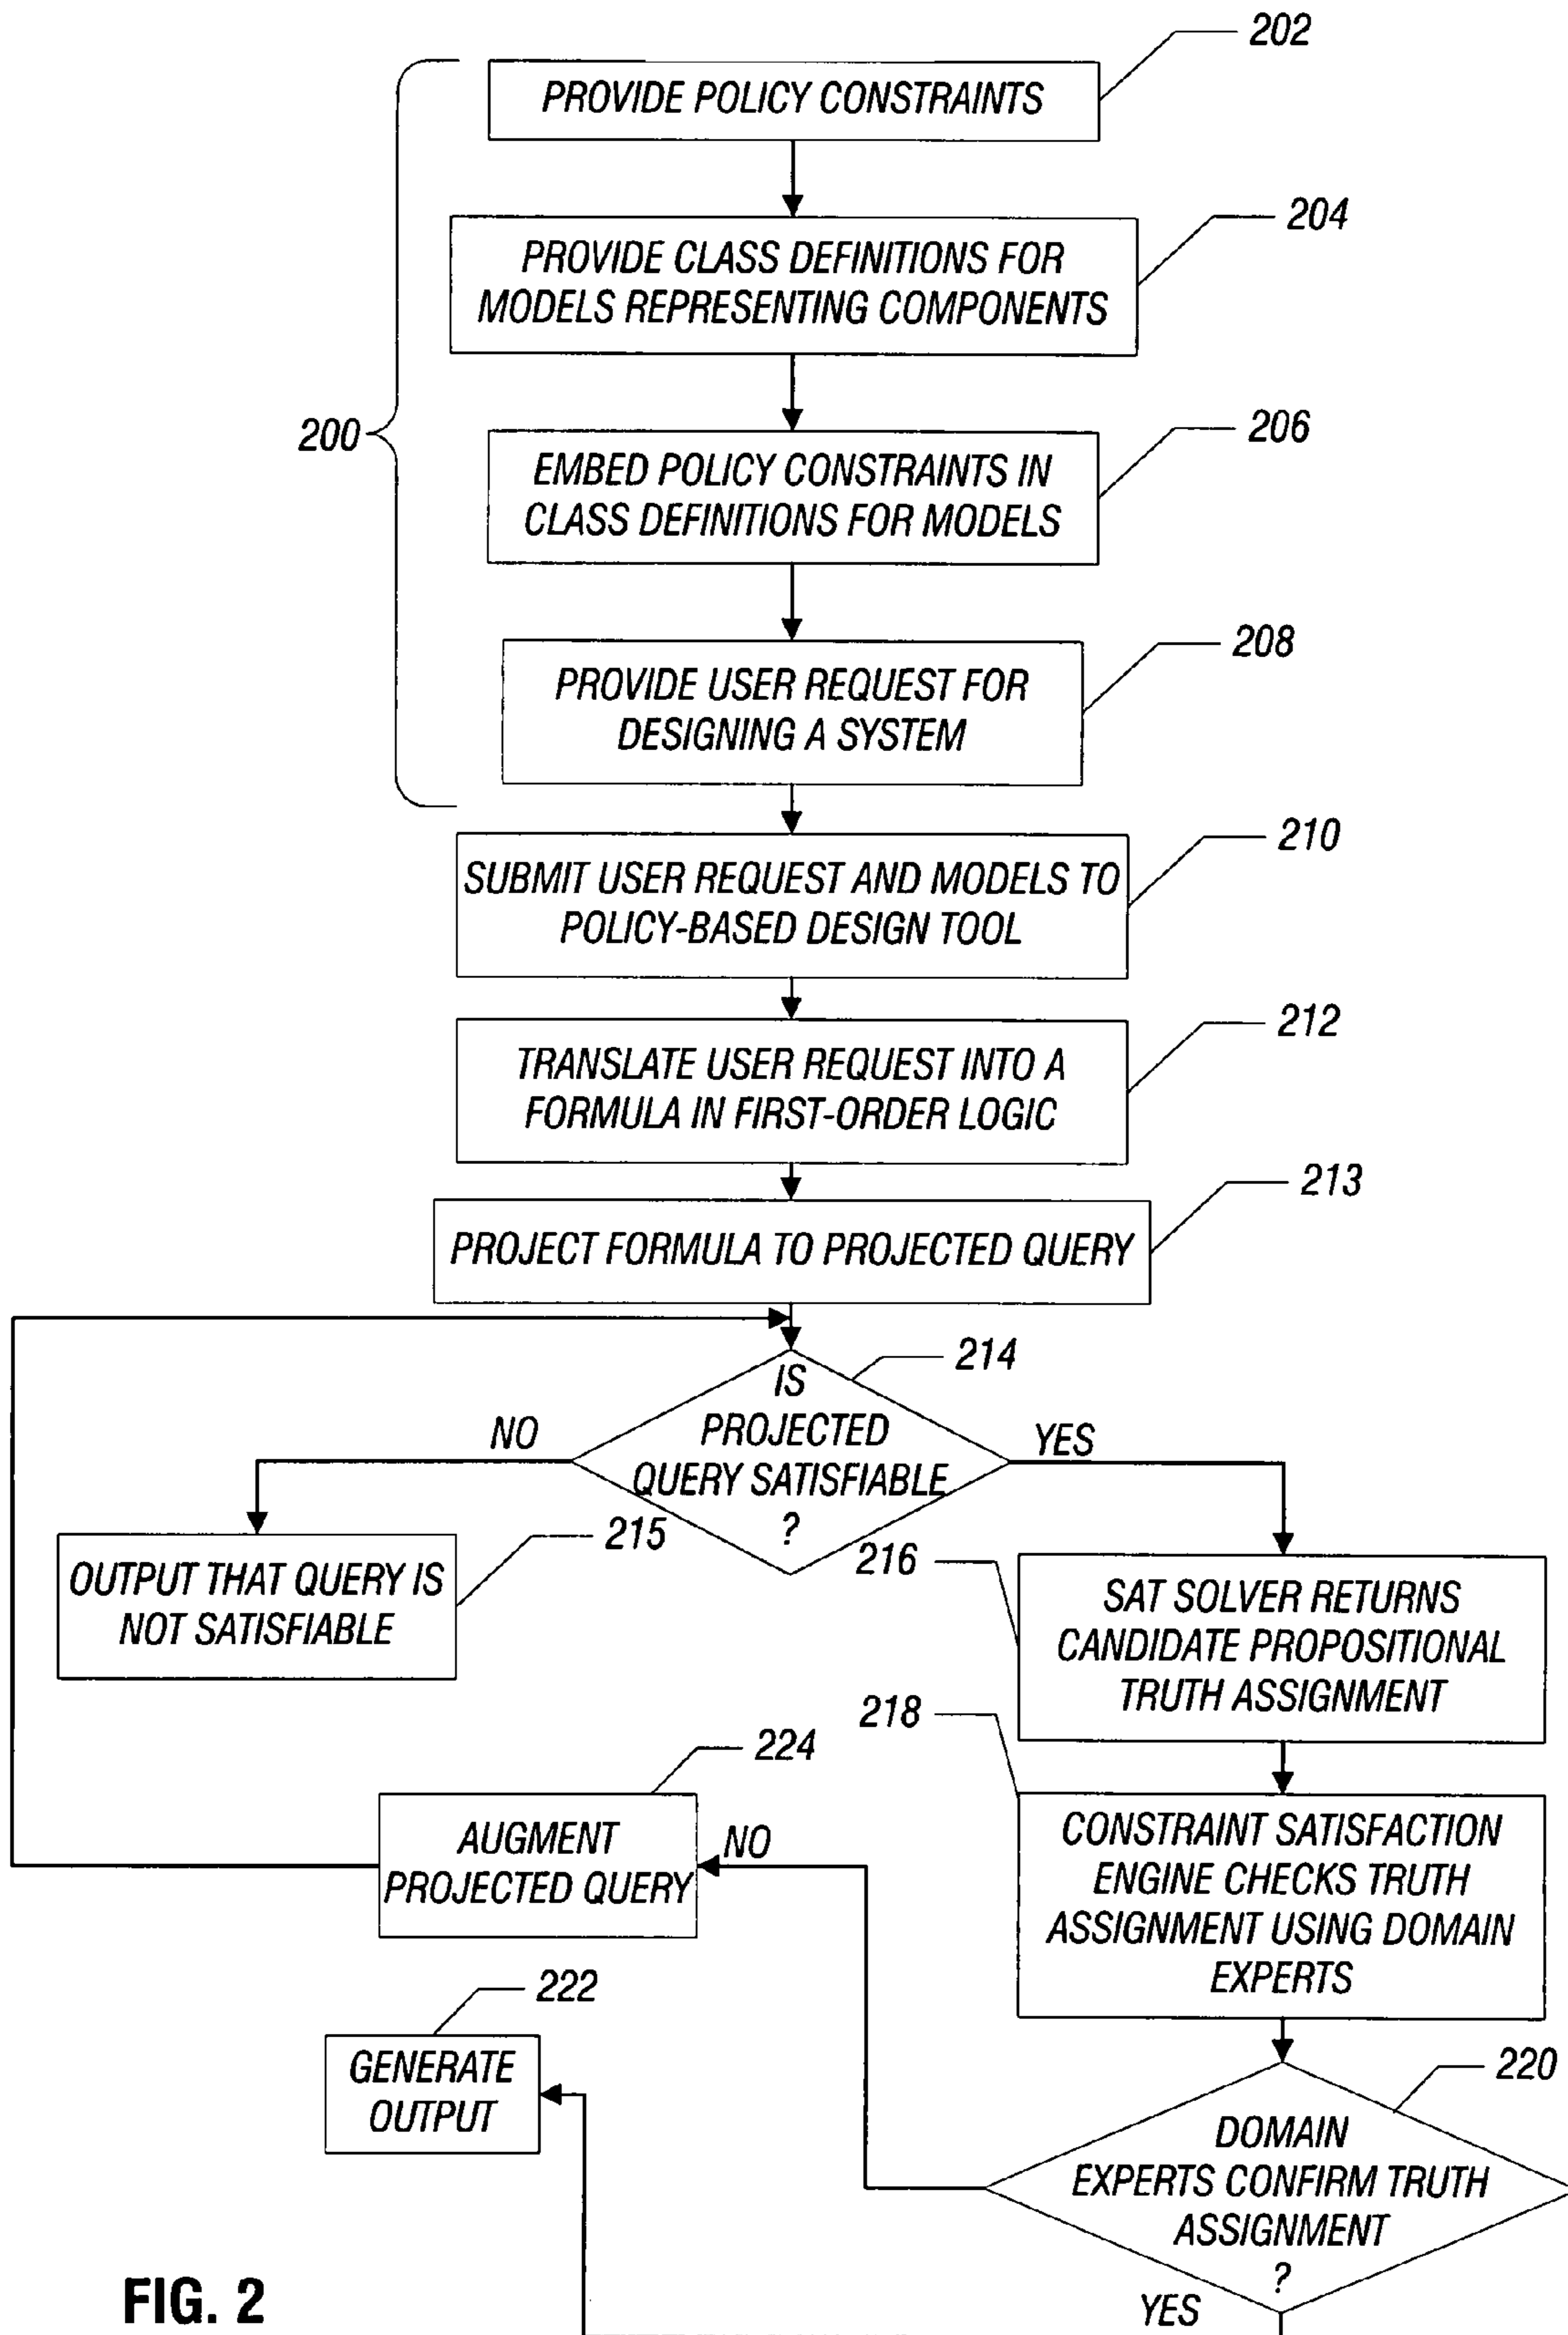 202
PROVIDE POLICY CONSTRAINTS
204
PROVIDE CLASS DEFINITIONS FOR
MODELS REPRESENTING COMPONENTS
200
206
EMBED POLICY CONSTRAINTS IN
CLASS DEFINITIONS FOR MODELS
208
PROVIDE USER REQUEST FOR
DESIGNING A SYSTEM
210
SUBMIT USER REQUEST AND MODELS TO
POLICY-BASED DESIGN TOOL
212
TRANSLATE USER REQUEST INTO A
FORMULA IN FIRST-ORDER LOGIC
213
PROJECT FORMULA TO PROJECTED QUERY
214
IS
PROJECTED
QUERY SATISFIABLE
?
NO
YES
215
OUTPUT THAT QUERY IS
NOT SATISFIABLE
216
SAT SOLVER RETURNS
CANDIDATE PROPOSITIONAL
TRUTH ASSIGNMENT
218
CONSTRAINT SATISFACTION
ENGINE CHECKS TRUTH
ASSIGNMENT USING DOMAIN
EXPERTS
224
AUGMENT
PROJECTED QUERY
NO
222
GENERATE
OUTPUT
220
DOMAIN
EXPERTS CONFIRM TRUTH
ASSIGNMENT
?
YES
FIG. 2